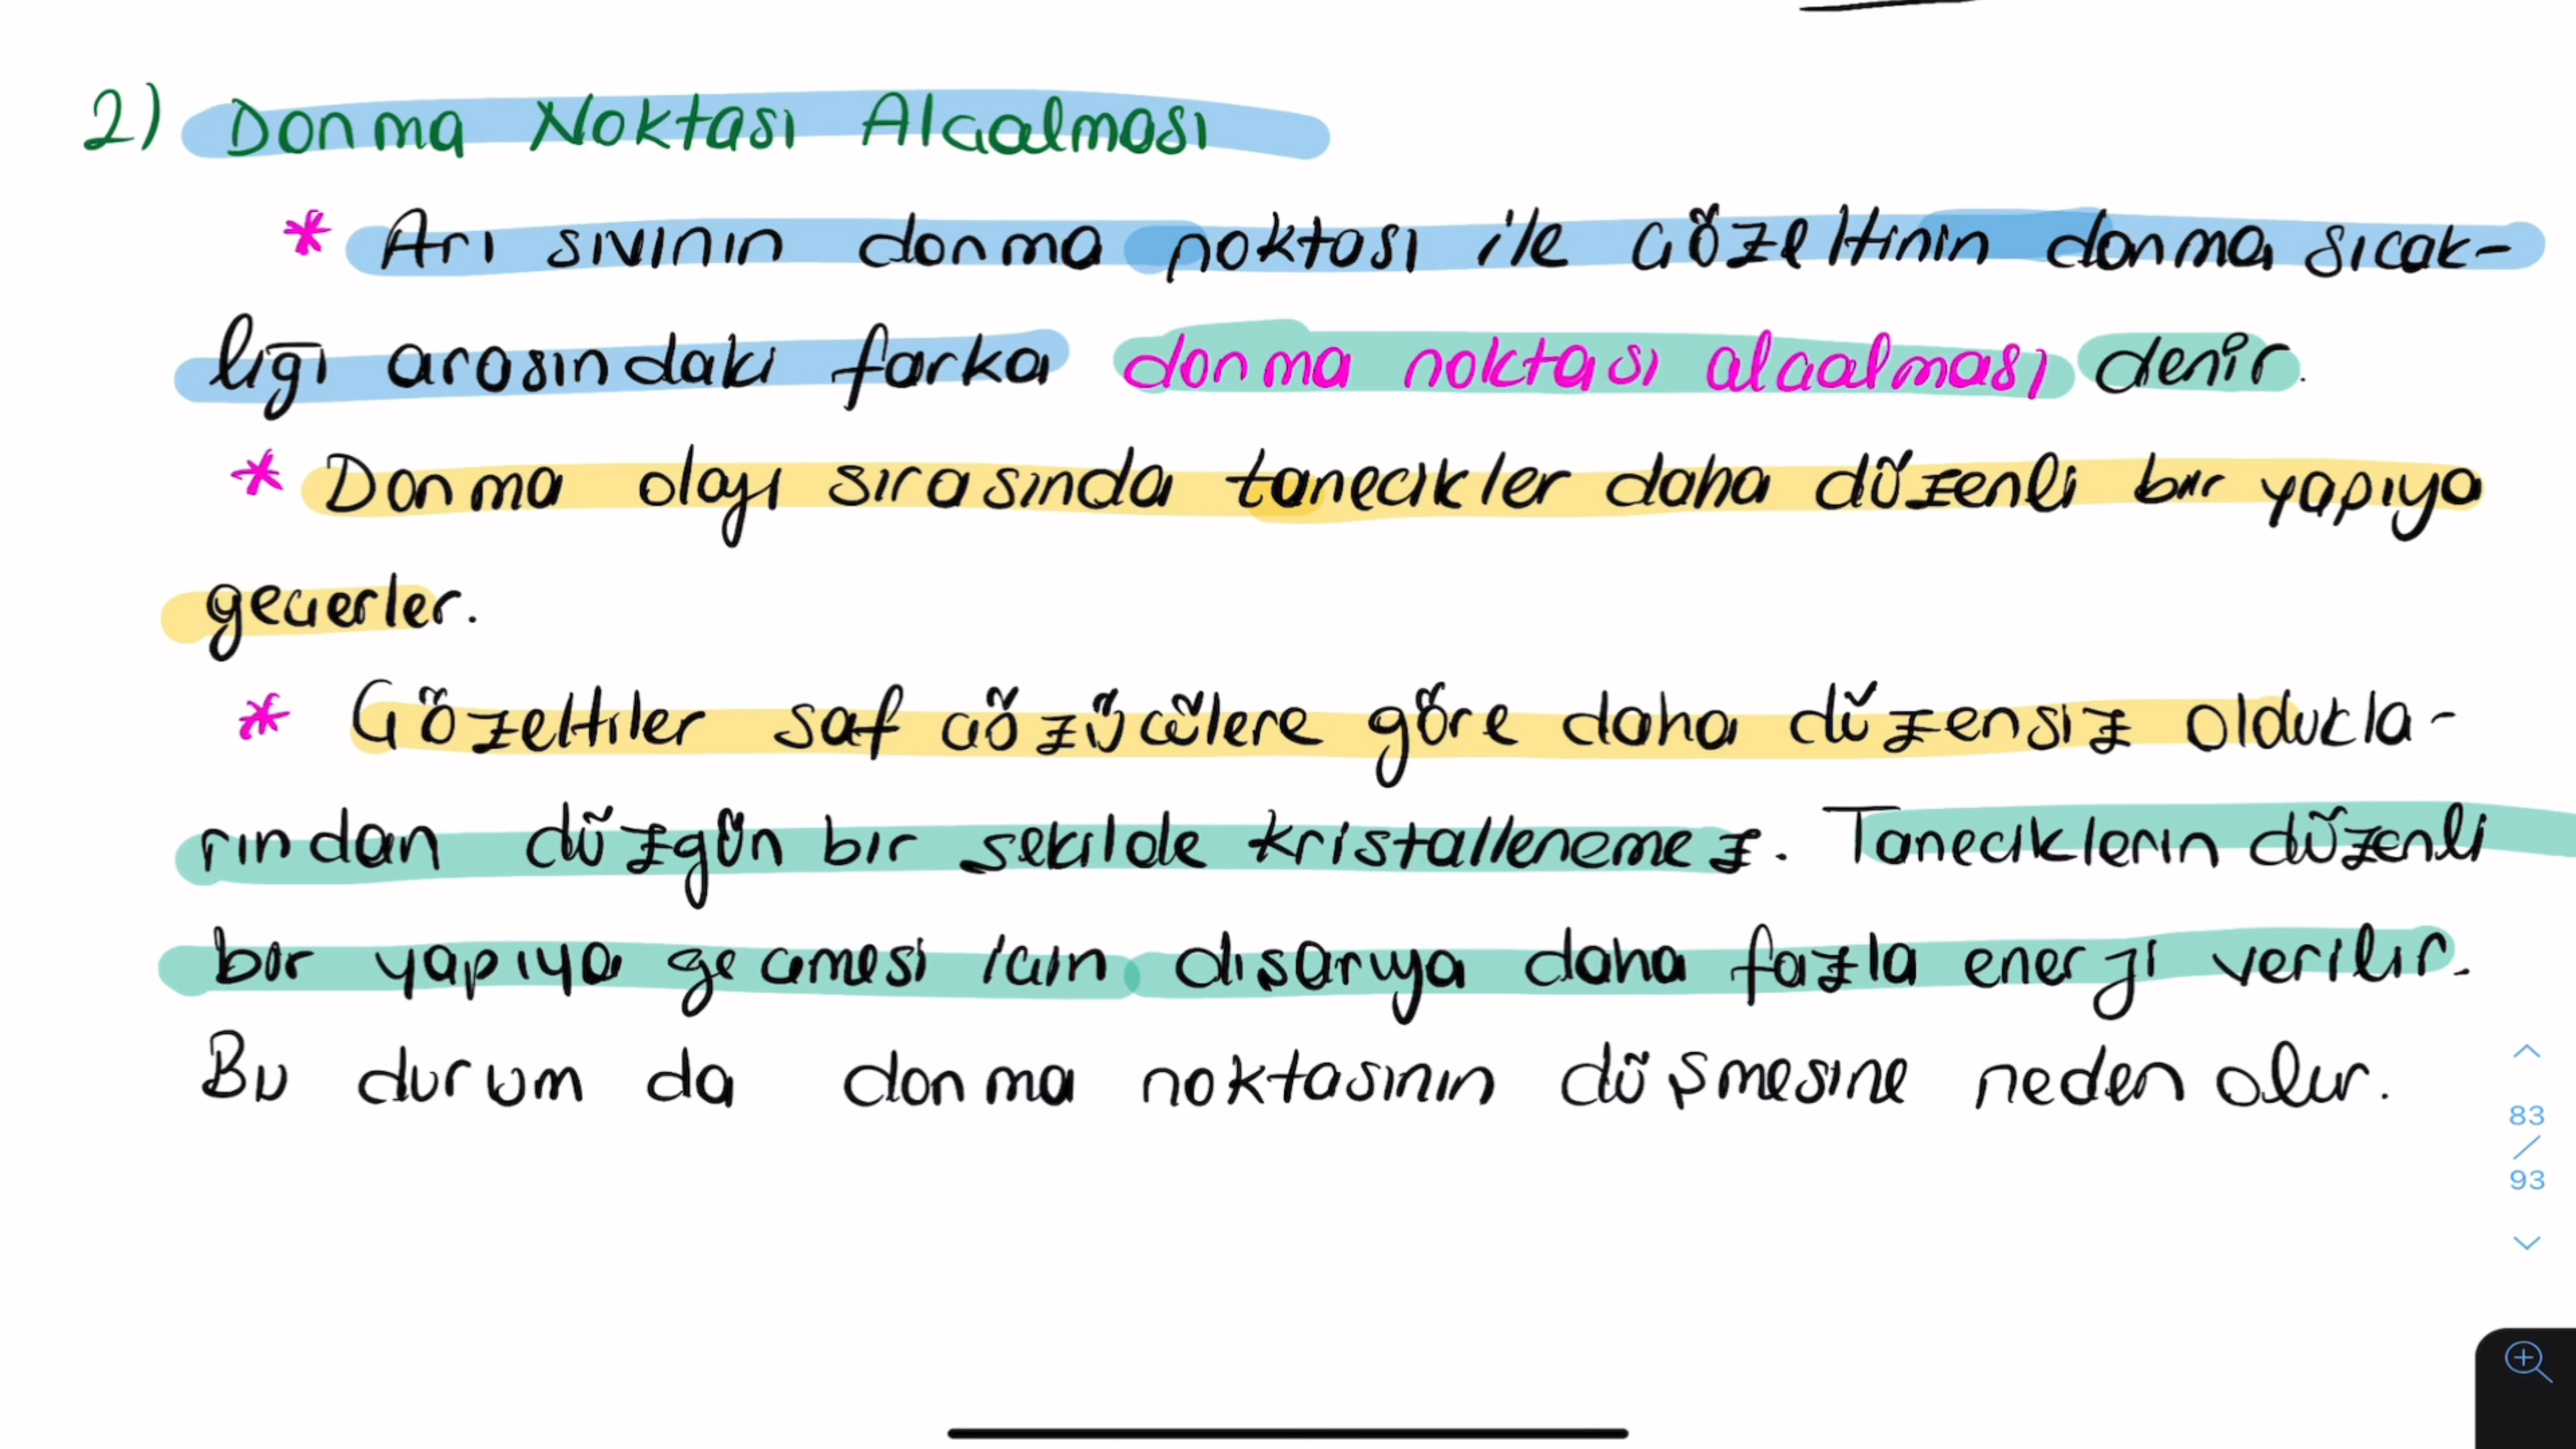 2) Donma Noktası Alçalması
* Arı sıvının donma noktası ile çözeltinin donma sıcak-
lığı arasındaki farka donma noktası alçalması denir.
* Donma olayı sırasında tanecikler daha düzenli bir yapıya
geçerler.
* Çözeltiler saf çözücülere göre daha düzensiz oldukla-
rından düzgün bir şekilde kristallenemez. Taneciklerin düzenli
bir yapıya geçmesi için dışarıya daha fazla enerji verilir.
Bu durum da donma noktasının düşmesine neden olur.
83
/
93